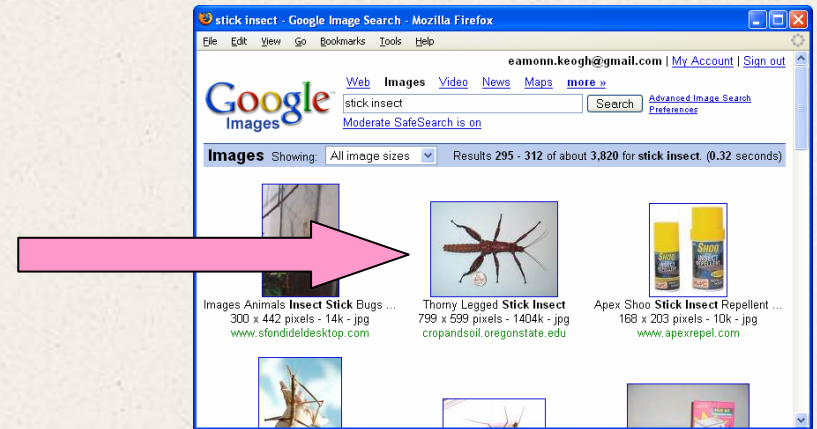 stick insect - Google Image Search - Mozilla Firefox
File Edit View Go Bookmarks Tools Help
eamonn.keogh@gmail.com | My Account | Sign out
Web Images Video News Maps more »
Google™
Images
stick insect
Search
Advanced Image Search
Preferences
Moderate SafeSearch is on
Images Showing: All image sizes Results 295 - 312 of about 3,820 for stick insect. (0.32 seconds)
SHOO
INSECT
REPELLENT
SHOO
INSECT
REPELLENT
Images Animals Insect Stick Bugs ...
300 x 442 pixels - 14k - jpg
www.sfondideldesktop.com
Thorny Legged Stick Insect
799 x 599 pixels - 1404k - jpg
cropandsoil.oregonstate.edu
Apex Shoo Stick Insect Repellent ...
168 x 203 pixels - 10k - jpg
www.apexrepel.com